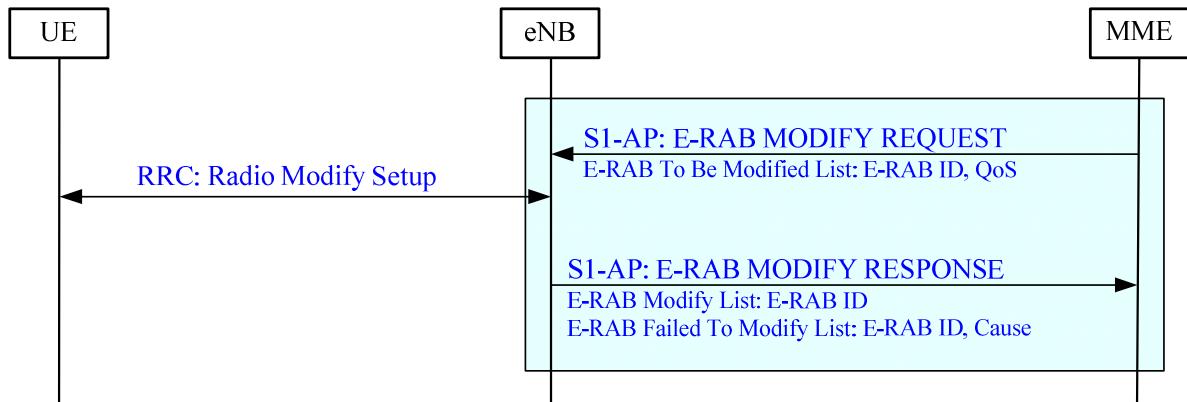 UE
eNB
MME
S1-AP: E-RAB MODIFY REQUEST
E-RAB To Be Modified List: E-RAB ID, QoS
RRC: Radio Modify Setup
S1-AP: E-RAB MODIFY RESPONSE
E-RAB Modify List: E-RAB ID
E-RAB Failed To Modify List: E-RAB ID, Cause